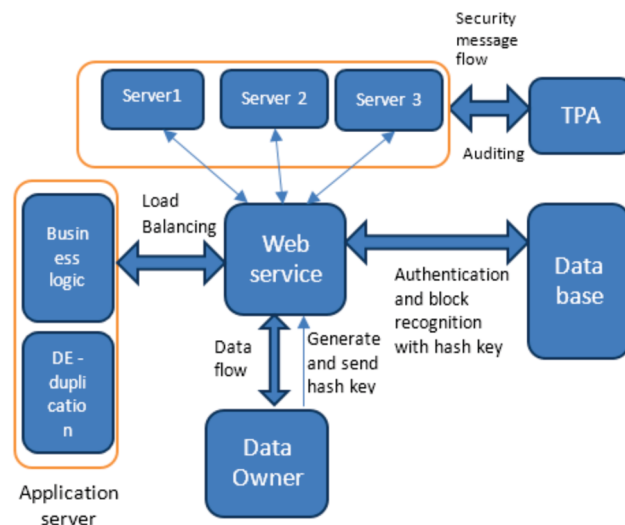 Security
message
flow
Server1
Server 2
Server 3
TPA
Auditing
Load
Balancing
Busin
ess
logic
Web
service
Data
base
Authentication
and block
recognition
with hash key
Data
flow
Generate
and send
hash key
DE -
dupli
catio
n
Data
Owner
Application
server